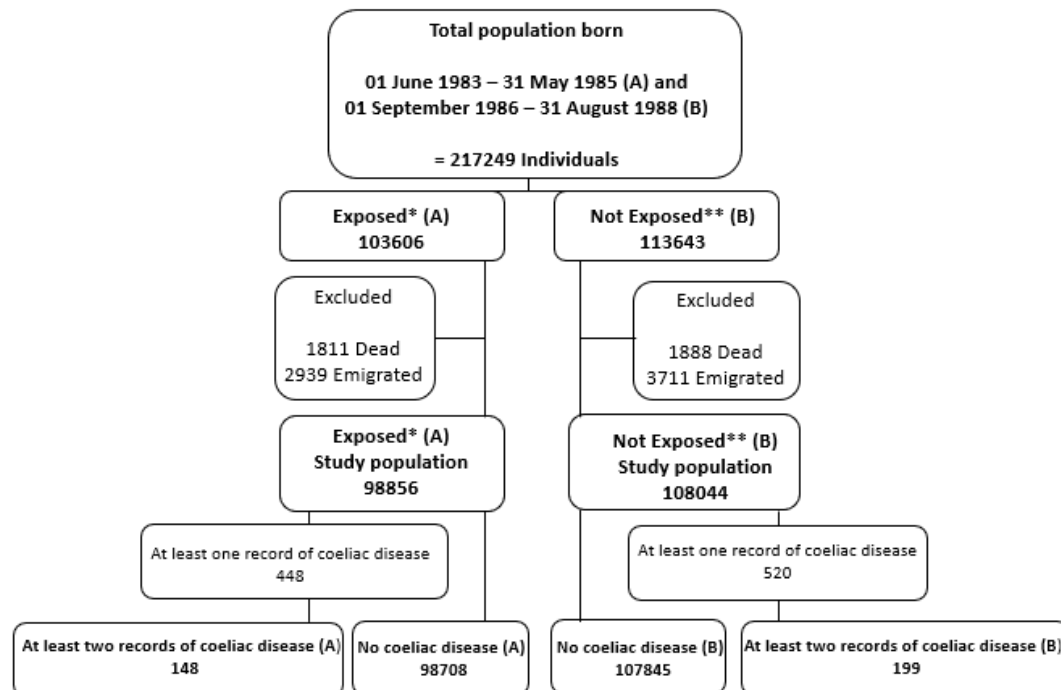 Total population born
01 June 1983 – 31 May 1985 (A) and
01 September 1986 – 31 August 1988 (B)
= 217249 Individuals
Exposed* (A)
103606
Not Exposed** (B)
113643
Excluded
1811 Dead
2939 Emigrated
Excluded
1888 Dead
3711 Emigrated
Exposed* (A)
Study population
98856
Not Exposed** (B)
Study population
108044
At least one record of coeliac disease
448
At least one record of coeliac disease
520
At least two records of coeliac disease (A)
148
No coeliac disease (A)
98708
No coeliac disease (B)
107845
At least two records of coeliac disease (B)
199